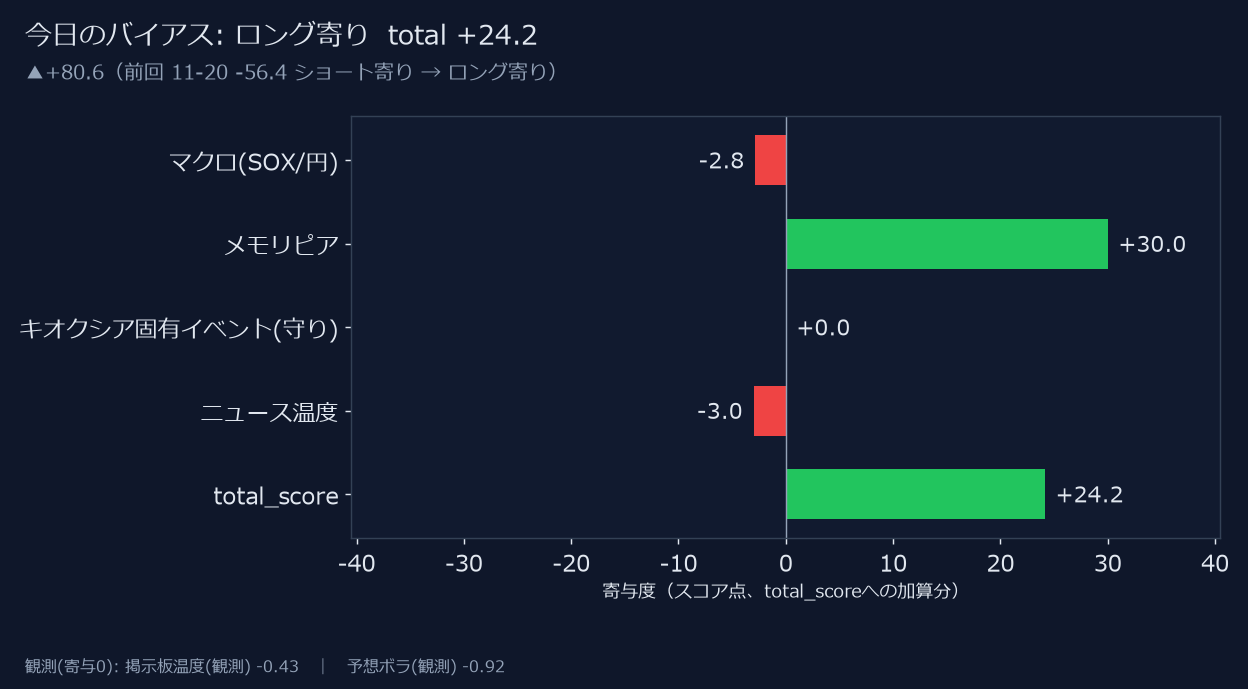 今日のバイアス: ロング寄り total +24.2
▲+80.6（前回 11-20 -56.4 ショート寄り → ロング寄り）
マクロ(SOX/円)
-2.8
メモリピア
+30.0
キオクシア固有イベント(守り)
+0.0
ニュース温度
-3.0
total_score
+24.2
-40 -30 -20 -10 0 10 20 30 40
寄与度（スコア点、total_scoreへの加算分）
観測(寄与0): 掲示板温度(観測) -0.43 | 予想ボラ(観測) -0.92